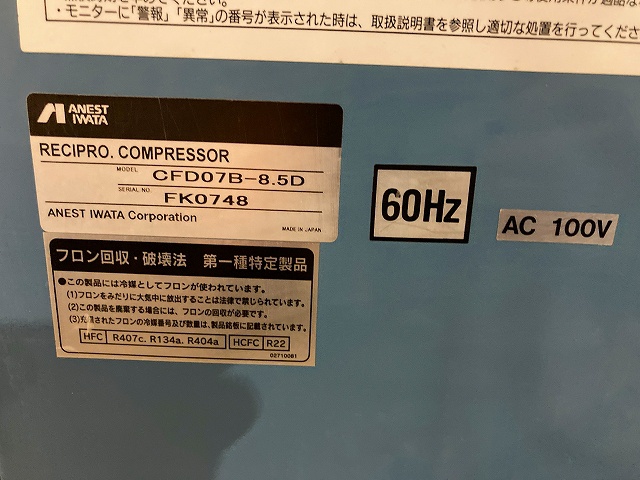 ・モニターに「警報」「異常」の番号が表示された時は、取扱説明書を参照し適切な処置を行ってくださ
ANEST
IWATA
RECIPRO. COMPRESSOR
MODEL CFD07B-8.5D
SERIAL NO. FK0748
ANEST IWATA Corporation
MADE IN JAPAN
60Hz
AC 100V
フロン回収・破壊法 第一種特定製品
●この製品には冷媒としてフロンが使われています。
(1)フロンをみだりに大気中に放出することは法律で禁じられています。
(2)この製品を廃棄する場合には、フロンの回収が必要です。
(3)充填されたフロンの冷媒番号及び数量は、製品銘板に記載されています。
HFC R407c, R134a, R404a HCFC R22
02710081